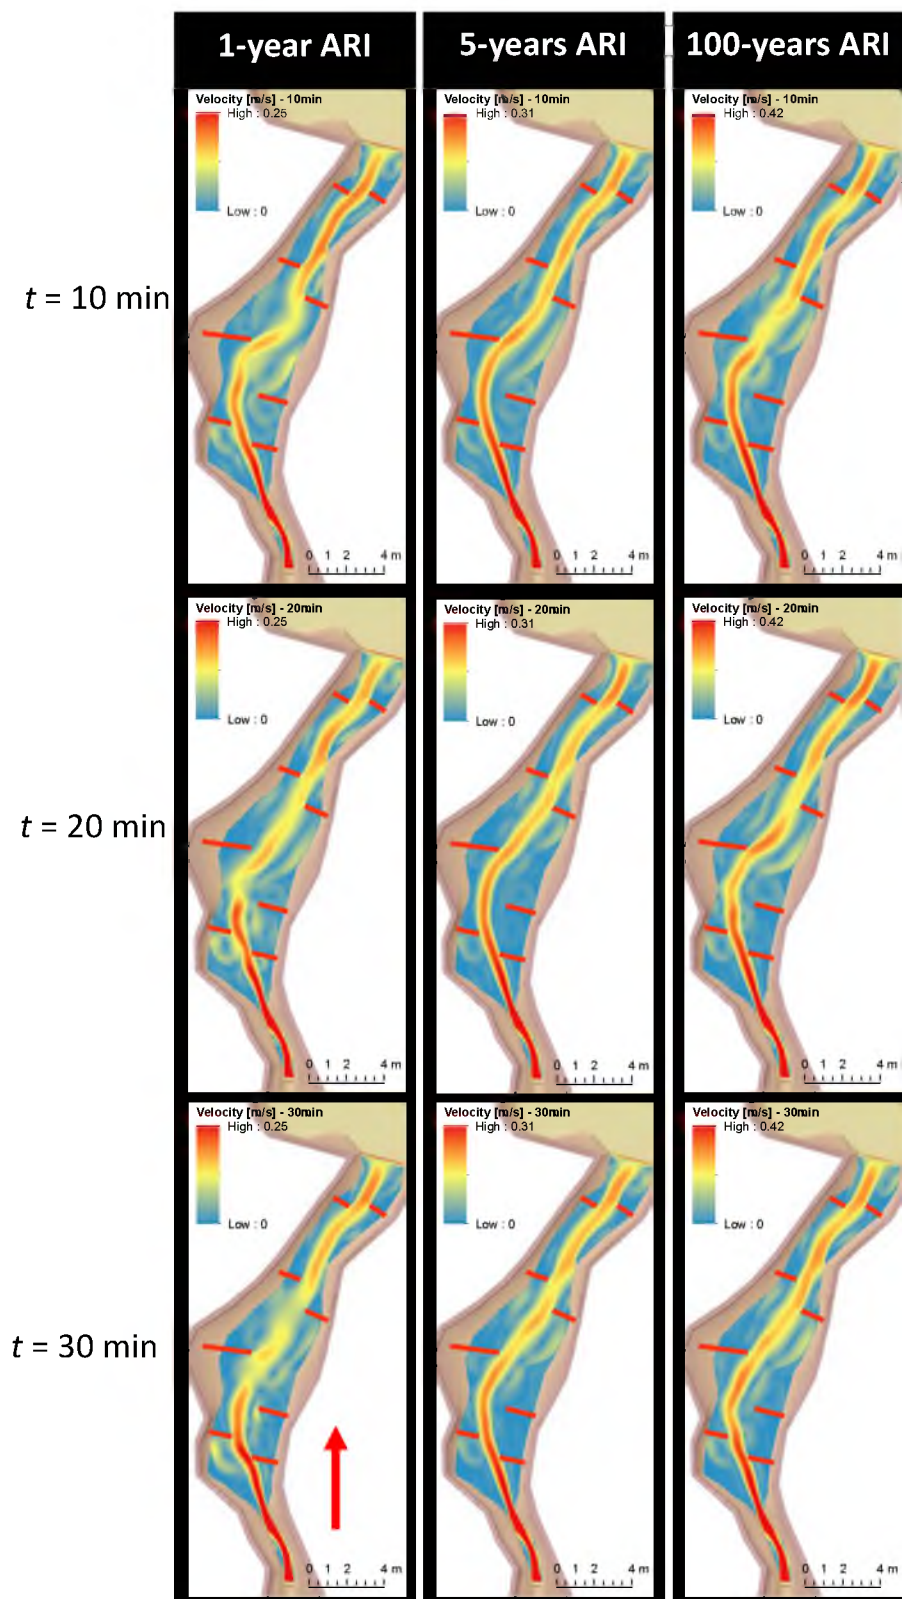 1-year ARI
5-years ARI
100-years ARI
t = 10 min
Velocity [m/s] - 10min
High : 0.25
Low : 0
0 1 2 4 m
Velocity [m/s] - 10min
High : 0.31
Low : 0
0 1 2 4 m
Velocity [m/s] - 10min
High : 0.42
Low : 0
0 1 2 4 m
t = 20 min
Velocity [m/s] - 20min
High : 0.25
Low : 0
0 1 2 4 m
Velocity [m/s] - 20min
High : 0.31
Low : 0
0 1 2 4 m
Velocity [m/s] - 20min
High : 0.42
Low : 0
0 1 2 4 m
t = 30 min
Velocity [m/s] - 30min
High : 0.25
Low : 0
0 1 2 4 m
Velocity [m/s] - 30min
High : 0.31
Low : 0
0 1 2 4 m
Velocity [m/s] - 30min
High : 0.42
Low : 0
0 1 2 4 m